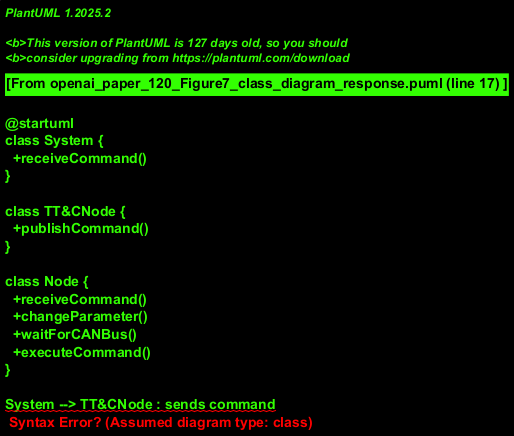 PlantUML 1.2025.2
<b>This version of PlantUML is 127 days old, so you should
<b>consider upgrading from https://plantuml.com/download
[From openai_paper_120_Figure7_class_diagram_response.puml (line 17) ]
@startuml
class System {
+receiveCommand()
}
class TT&CNode {
+publishCommand()
}
class Node {
+receiveCommand()
+changeParameter()
+waitForCANBus()
+executeCommand()
}
System --> TT&CNode : sends command
Syntax Error? (Assumed diagram type: class)